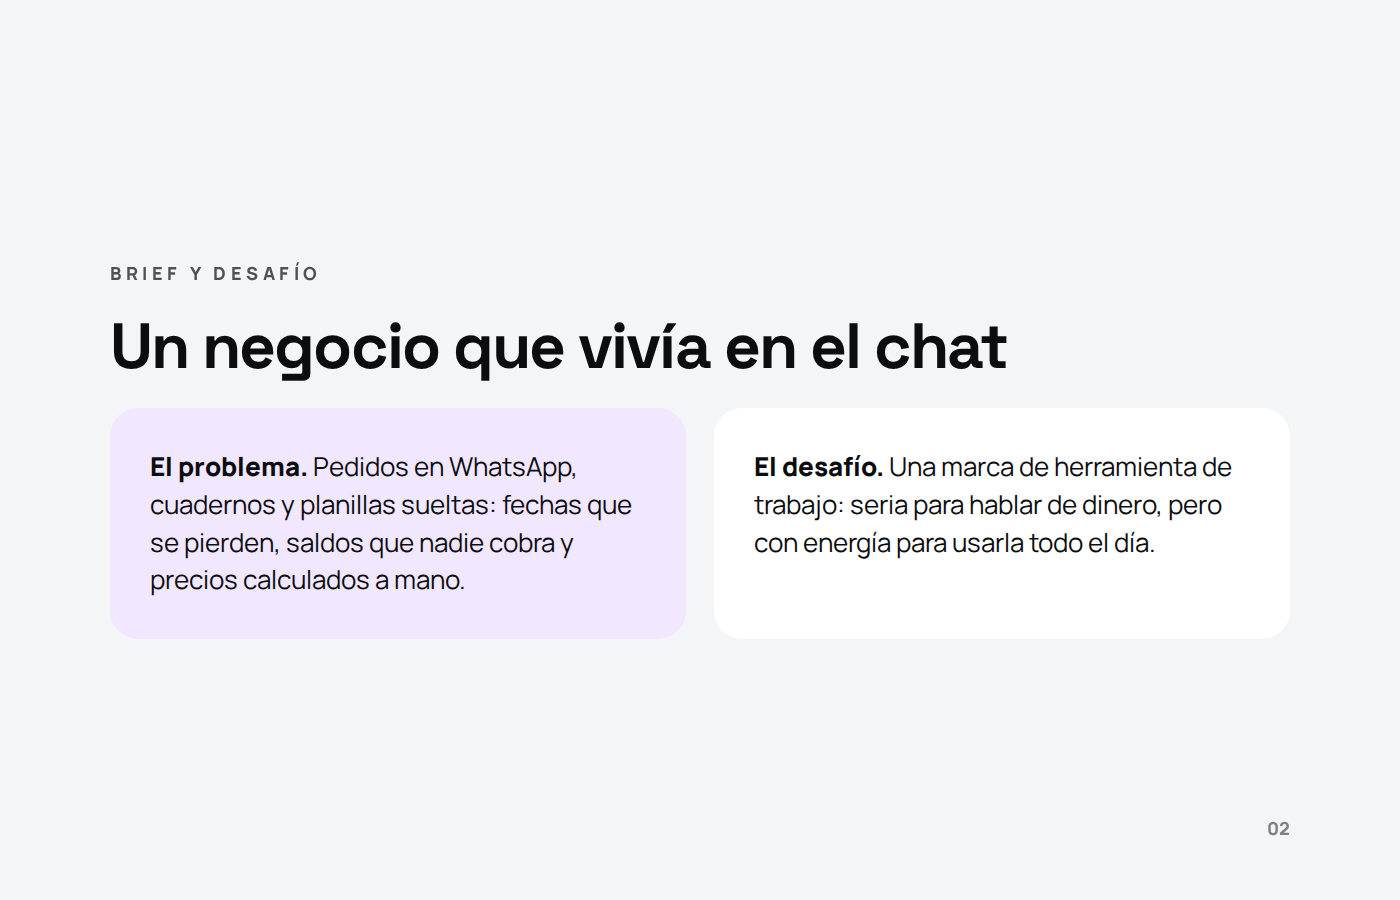 BRIEF Y DESAFÍO
Un negocio que vivía en el chat
El problema. Pedidos en WhatsApp,
cuadernos y planillas sueltas: fechas que
se pierden, saldos que nadie cobra y
precios calculados a mano.
El desafío. Una marca de herramienta de
trabajo: seria para hablar de dinero, pero
con energía para usarla todo el día.
02